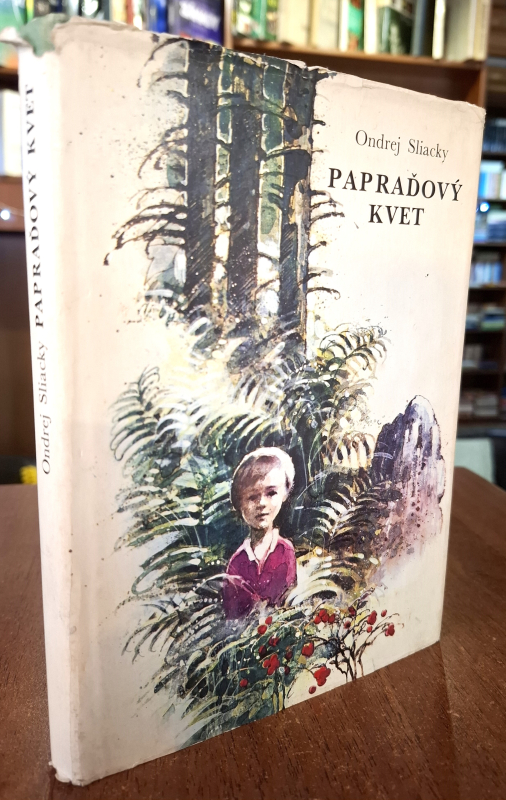 Ondrej Sliacky
PAPRAĎOVÝ
KVET
Ondrej Sliacky PAPRAĎOVÝ KVET